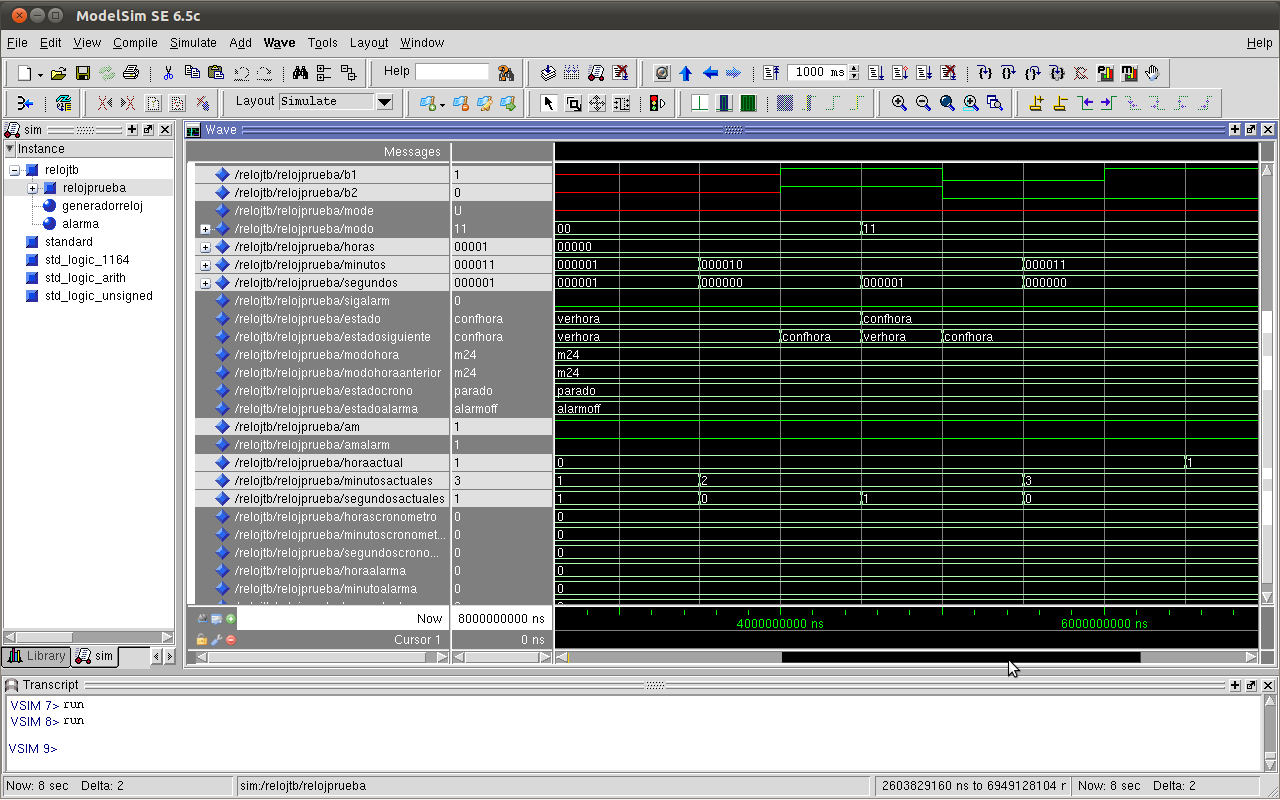 ModelSim SE 6.5c
File Edit View Compile Simulate Add Wave Tools Layout Window Help
Help 1000 ms
Layout Simulate
sim
Instance
relojtb
relojprueba
generadorreloj
alarma
standard
std_logic_1164
std_logic_arith
std_logic_unsigned
Library sim
Wave
Messages
/relojtb/relojprueba/b1 1
/relojtb/relojprueba/b2 0
/relojtb/relojprueba/mode U
/relojtb/relojprueba/modo 11 00 11
/relojtb/relojprueba/horas 00001 00000
/relojtb/relojprueba/minutos 000011 000001 000010 000011
/relojtb/relojprueba/segundos 000001 000001 000000 000001 000000
/relojtb/relojprueba/sigalarm 0
/relojtb/relojprueba/estado confhora verhora confhora
/relojtb/relojprueba/estadosiguiente confhora verhora confhora verhora confhora
/relojtb/relojprueba/modohora m24 m24
/relojtb/relojprueba/modohoraanterior m24 m24
/relojtb/relojprueba/estadocrono parado parado
/relojtb/relojprueba/estadoalarma alarmoff alarmoff
/relojtb/relojprueba/am 1
/relojtb/relojprueba/amalarm 1
/relojtb/relojprueba/horaactual 1 0 1
/relojtb/relojprueba/minutosactuales 3 1 2 3
/relojtb/relojprueba/segundosactuales 1 1 0 1 0
/relojtb/relojprueba/horascronometro 0 0
/relojtb/relojprueba/minutoscronomet... 0 0
/relojtb/relojprueba/segundoscrono... 0 0
/relojtb/relojprueba/horaalarma 0 0
/relojtb/relojprueba/minutoalarma 0 0
Now 8000000000 ns 4000000000 ns 6000000000 ns
Cursor 1 0 ns
Transcript
VSIM 7> run
VSIM 8> run
VSIM 9>
Now: 8 sec Delta: 2 sim:/relojtb/relojprueba 2603829160 ns to 6949128104 r Now: 8 sec Delta: 2